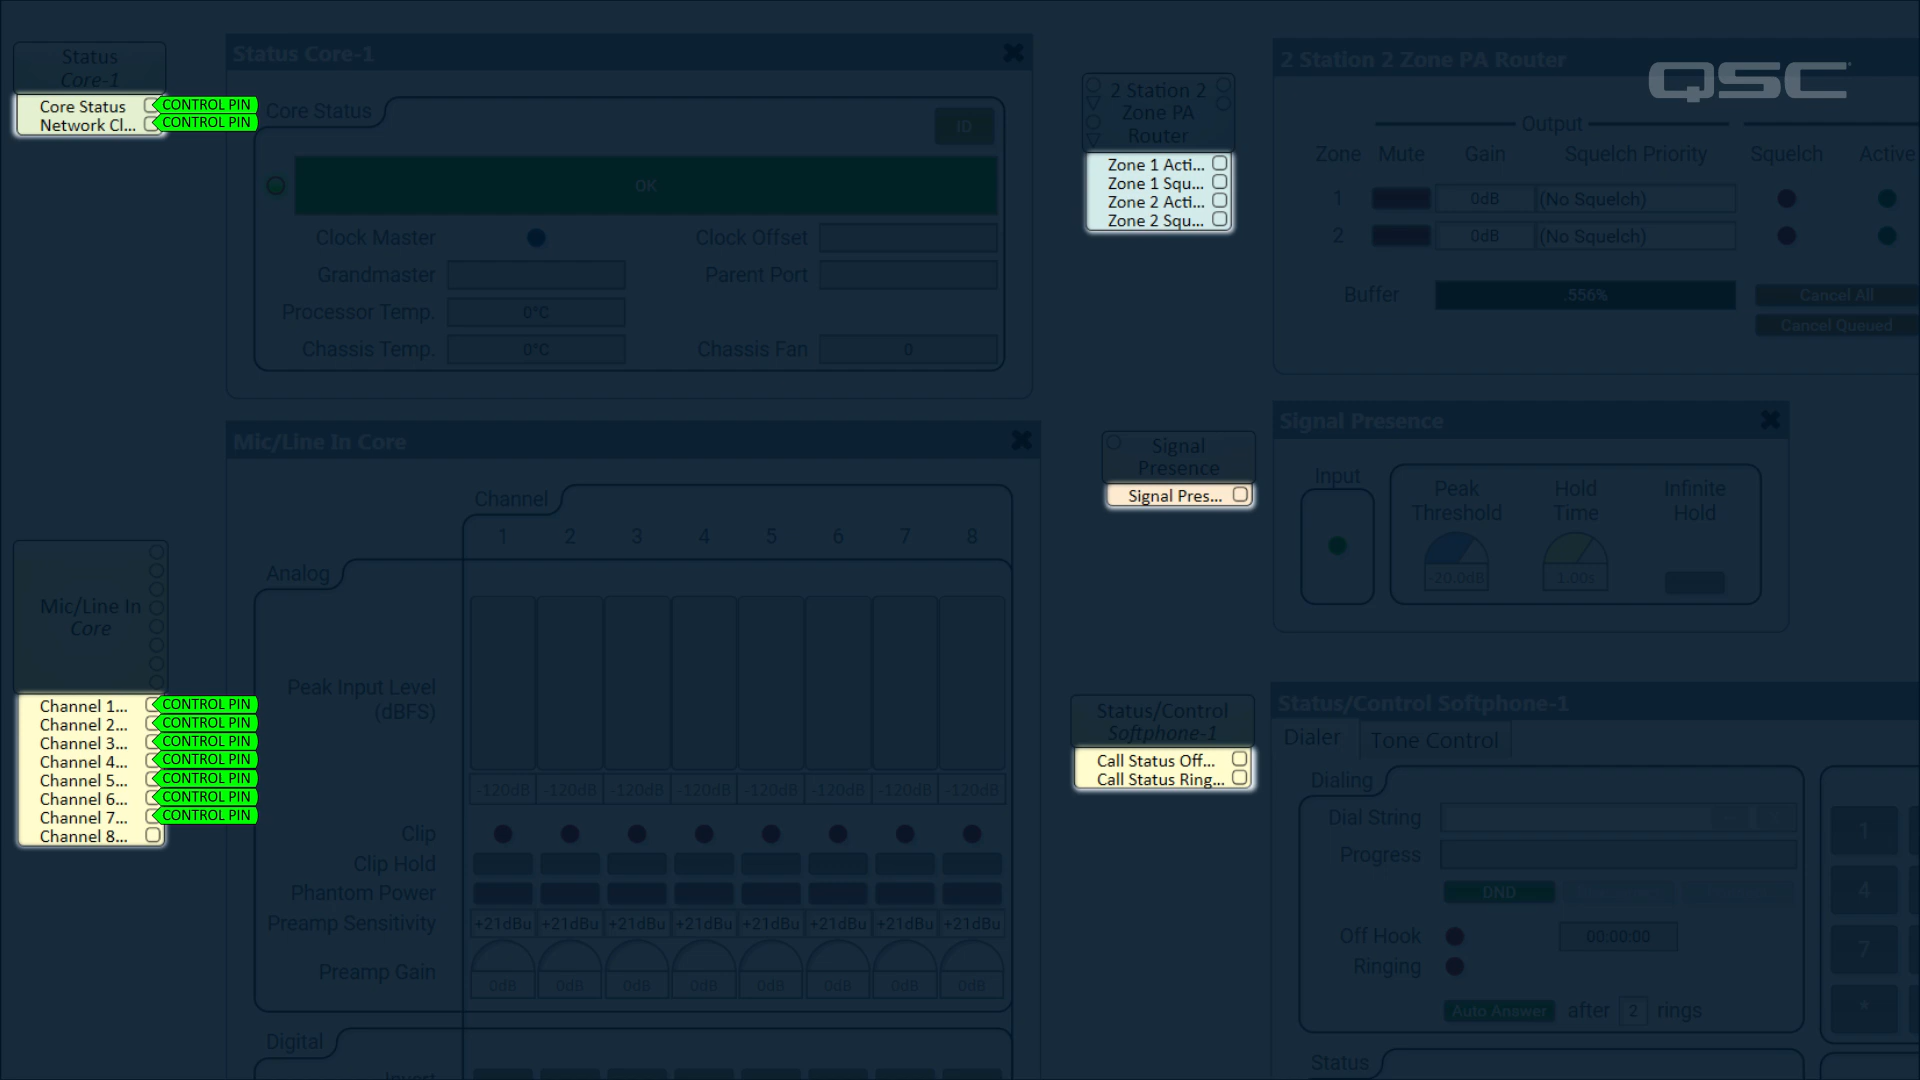 QSC
Status
Core-1
Core Status
CONTROL PIN
Network Cl...
CONTROL PIN
Status Core-1
Core Status
ID
OK
Clock Master
Clock Offset
Grandmaster
Parent Port
Processor Temp.
0°C
Chassis Temp.
0°C
Chassis Fan
0
2 Station 2
Zone PA
Router
Zone 1 Acti...
Zone 1 Squ...
Zone 2 Acti...
Zone 2 Squ...
2 Station 2 Zone PA Router
Output
Zone Mute Gain Squelch Priority Squelch Active
1 0dB (No Squelch)
2 0dB (No Squelch)
Buffer .556% Cancel All
Cancel Queued
Mic/Line In
Core
Channel 1... CONTROL PIN
Channel 2... CONTROL PIN
Channel 3... CONTROL PIN
Channel 4... CONTROL PIN
Channel 5... CONTROL PIN
Channel 6... CONTROL PIN
Channel 7... CONTROL PIN
Channel 8...
Mic/Line In Core
Channel
1 2 3 4 5 6 7 8
Analog
Peak Input Level
(dBFS)
-120dB -120dB -120dB -120dB -120dB -120dB -120dB -120dB
Clip
Clip Hold
Phantom Power
Preamp Sensitivity +21dBu +21dBu +21dBu +21dBu +21dBu +21dBu +21dBu +21dBu
Preamp Gain
0dB 0dB 0dB 0dB 0dB 0dB 0dB 0dB
Digital
Invert
Signal
Presence
Signal Pres...
Signal Presence
Input
Peak
Threshold
Hold
Time
Infinite
Hold
-20.0dB 1.00s
Status/Control
Softphone-1
Call Status Off...
Call Status Ring...
Status/Control Softphone-1
Dialer Tone Control
Dialing
Dial String
Progress
DND
Off Hook 00:00:00
Ringing
Auto Answer after 2 rings
Status
1
4
7
*